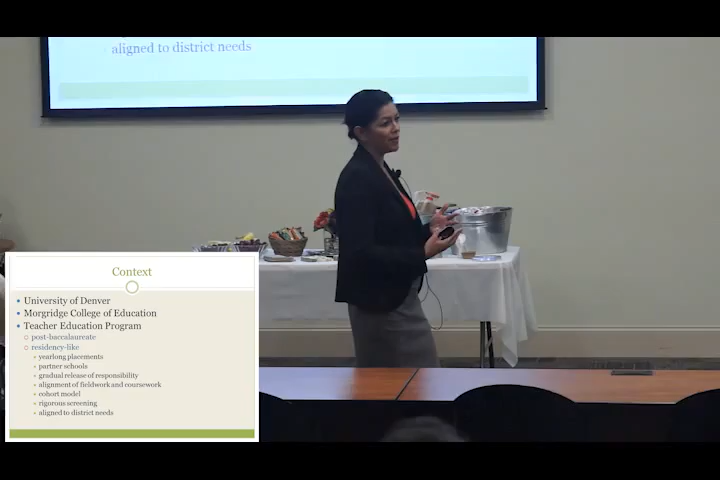 aligned to district needs
Context
University of Denver
Morgridge College of Education
Teacher Education Program
post-baccalaureate
residency-like
yearlong placements
partner schools
gradual release of responsibility
alignment of fieldwork and coursework
cohort model
rigorous screening
aligned to district needs